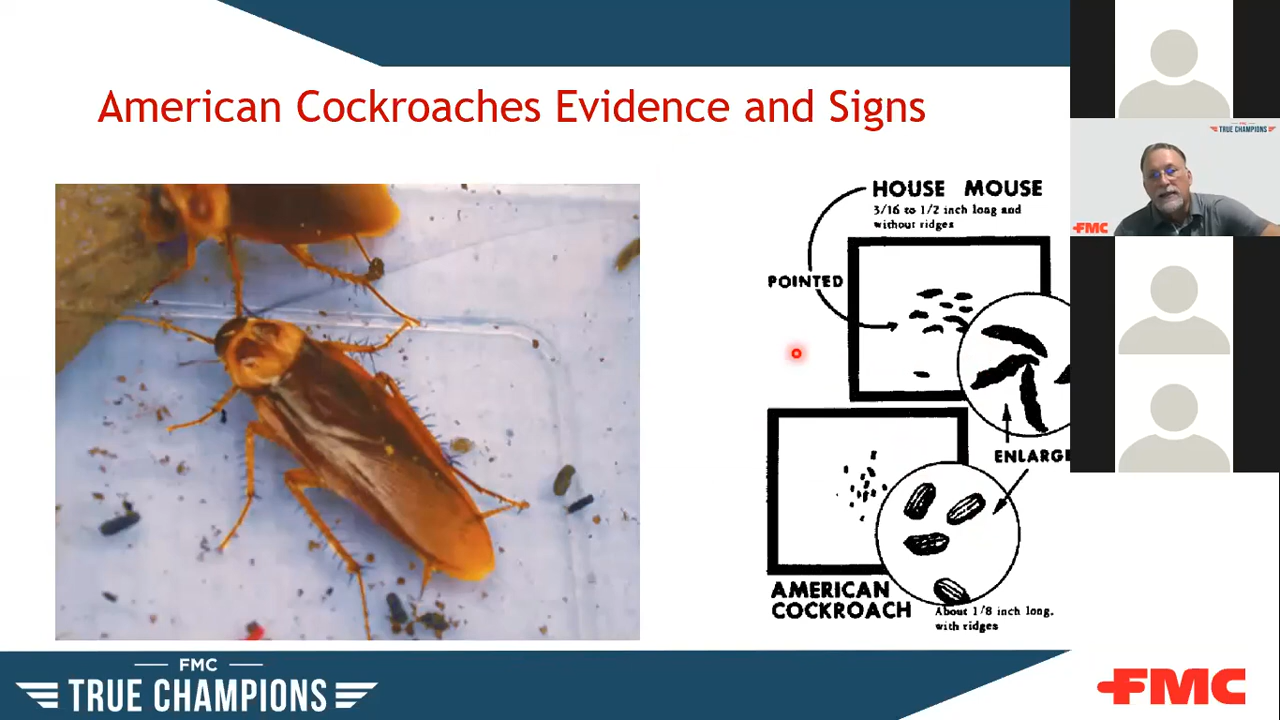 American Cockroaches Evidence and Signs
HOUSE MOUSE
3/16 to 1/2 inch long and
without ridges
POINTED
ENLARGE
AMERICAN
COCKROACH
About 1/8 inch long,
with ridges
FMC
TRUE CHAMPIONS
FMC
TRUE CHAMPIONS
FMC